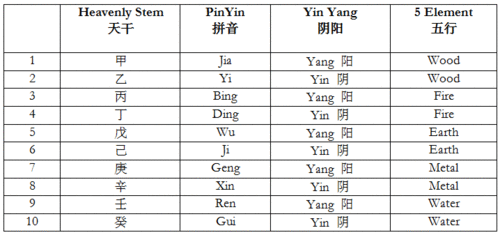 Heavenly Stem PinYin Yin Yang 5 Element
天干 拼音 阴阳 五行
1 甲 Jia Yang 阳 Wood
2 乙 Yi Yin 阴 Wood
3 丙 Bing Yang 阳 Fire
4 丁 Ding Yin 阴 Fire
5 戊 Wu Yang 阳 Earth
6 己 Ji Yin 阴 Earth
7 庚 Geng Yang 阳 Metal
8 辛 Xin Yin 阴 Metal
9 壬 Ren Yang 阳 Water
10 癸 Gui Yin 阴 Water